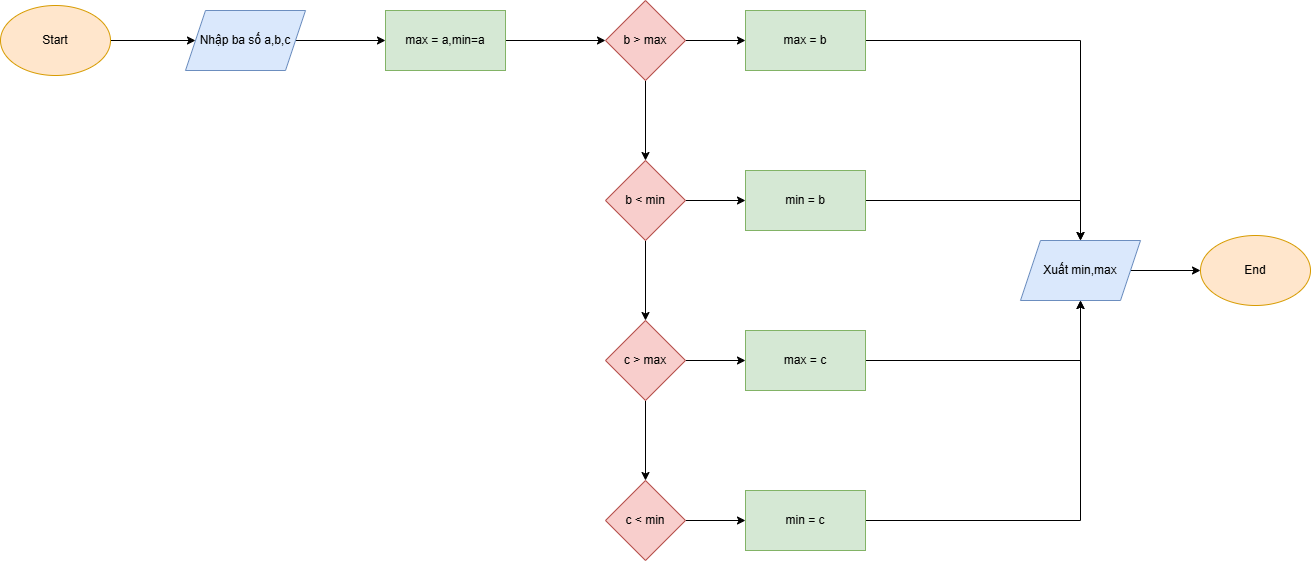 Start
Nhập ba số a,b,c
max = a,min=a
b > max
max = b
b < min
min = b
Xuất min,max
End
c > max
max = c
c < min
min = c